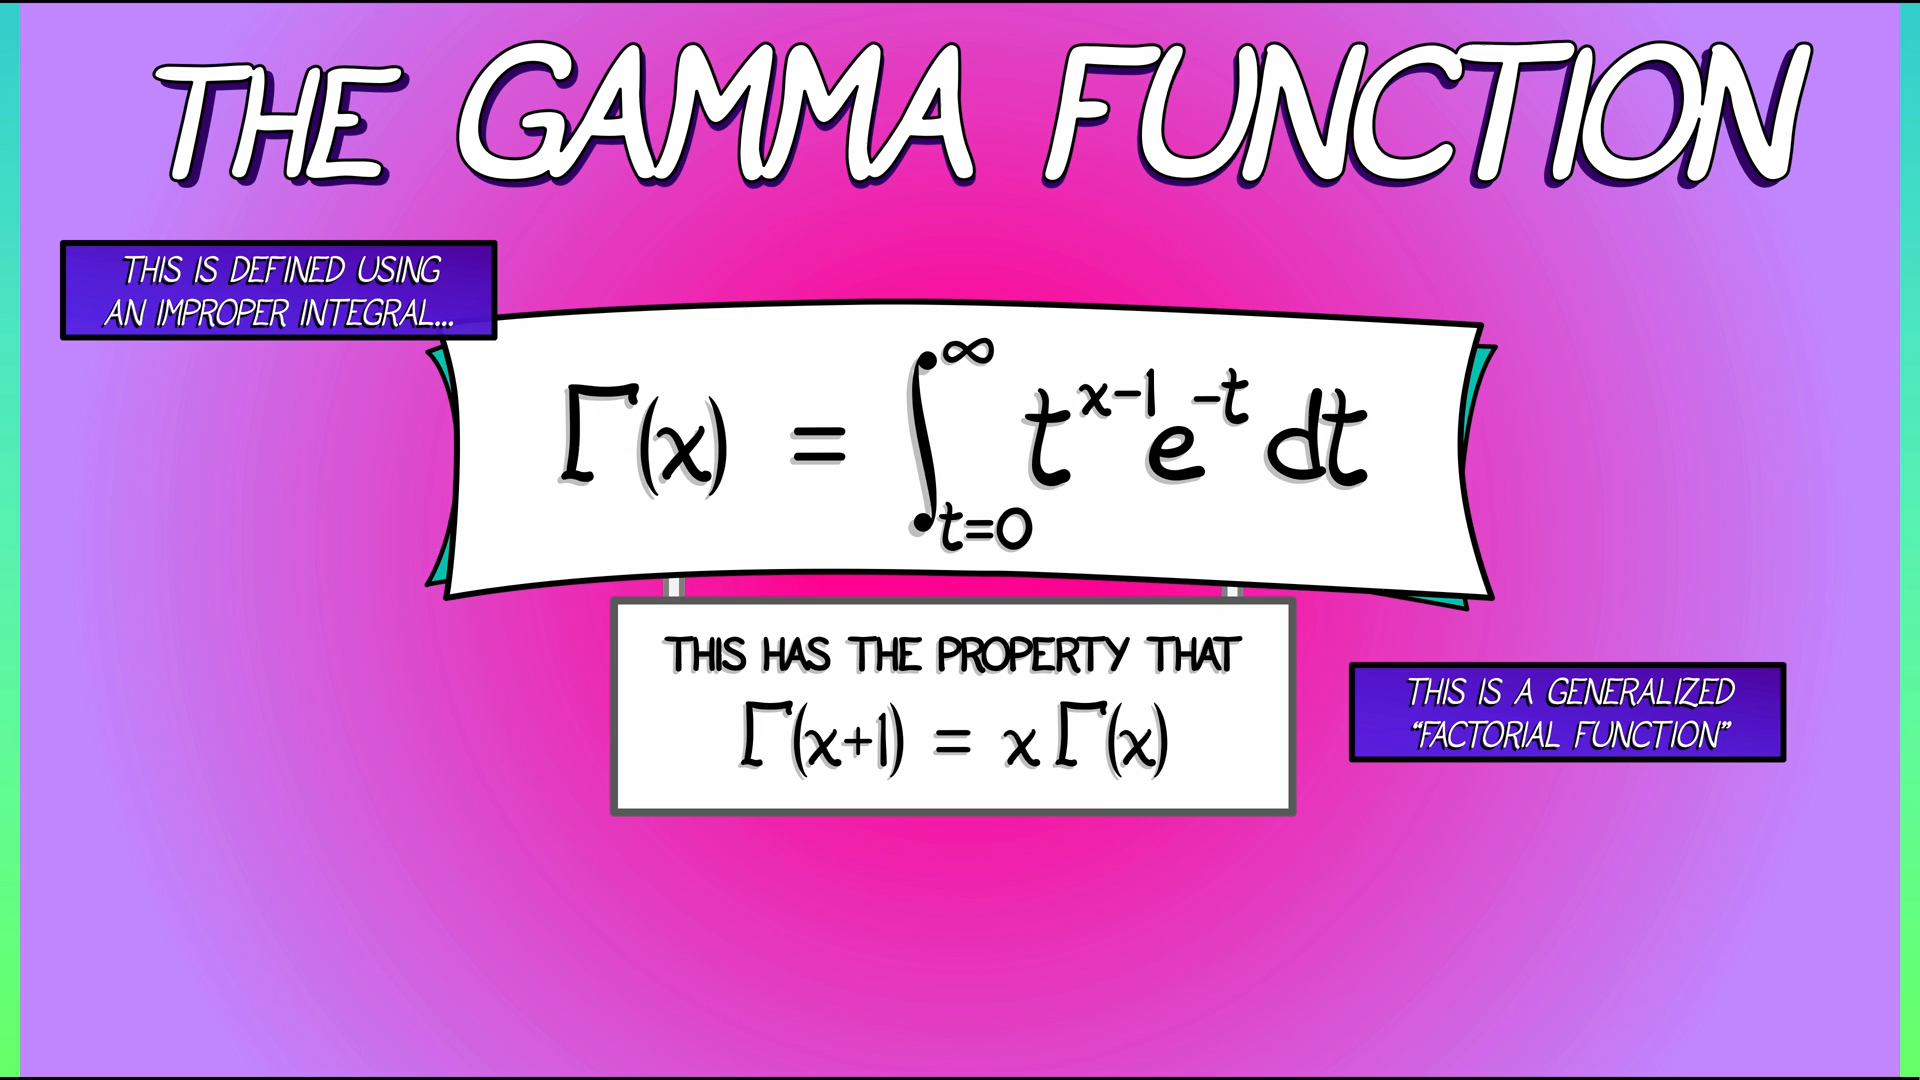 THE GAMMA FUNCTION
THIS IS DEFINED USING
AN IMPROPER INTEGRAL...
Γ(x) = ∫_{t=0}^{∞} t^{x-1} e^{-t} dt
THIS HAS THE PROPERTY THAT
Γ(x+1) = x Γ(x)
THIS IS A GENERALIZED
“FACTORIAL FUNCTION”